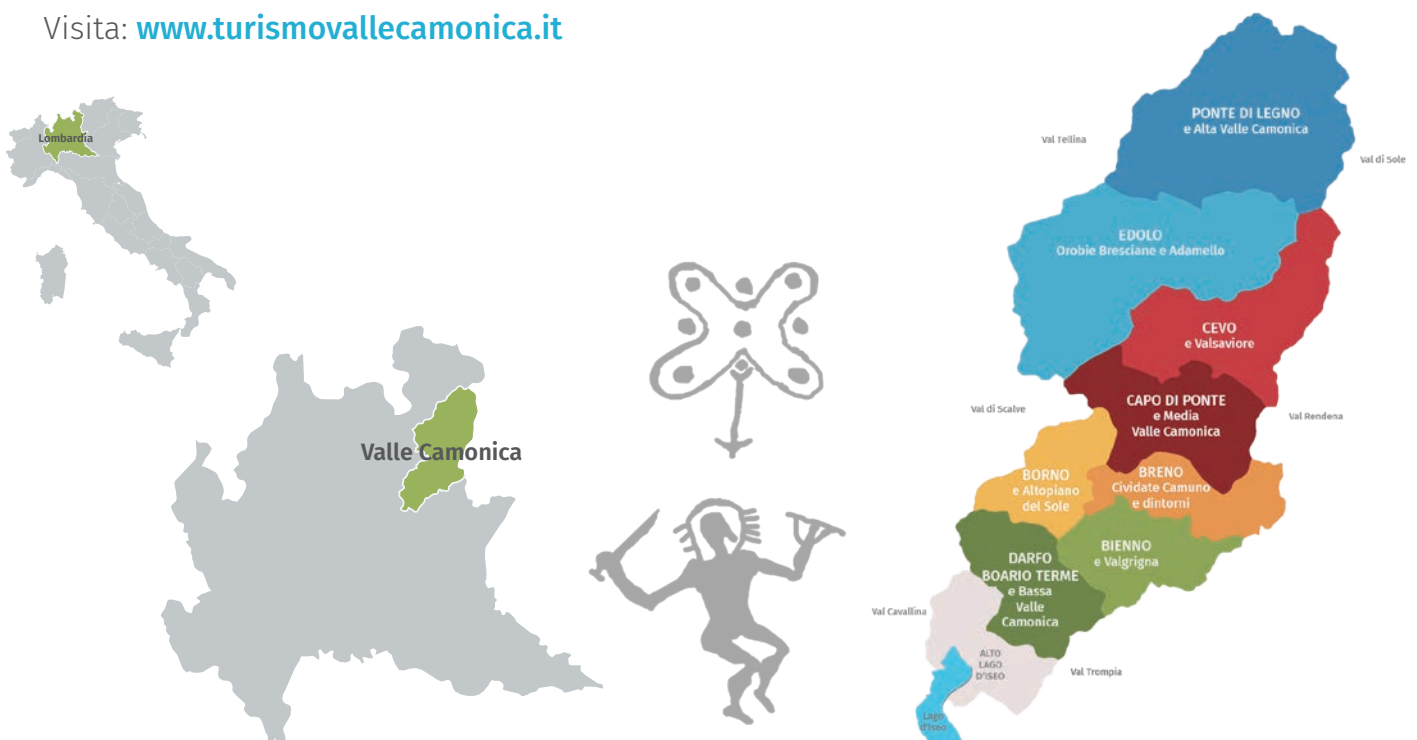 Visita: www.turismovallecamonica.it
Lombardia
Valle Camonica
PONTE DI LEGNO
e Alta Valle Camonica
Val Tellina
Val di Sole
EDOLO
Orobie Bresciane e Adamello
CEVO
e Valsaviore
CAPO DI PONTE
e Media
Valle Camonica
Val di Scalve
Val Rendena
BORNO
e Altopiano
del Sole
BRENO
Cividate Camuno
e dintorni
BIENNO
e Valgrigna
DARFO
BOARIO TERME
e Bassa
Valle
Camonica
Val Cavallina
ALTO
LAGO
D'ISEO
Val Trompia
Lago
d'Iseo